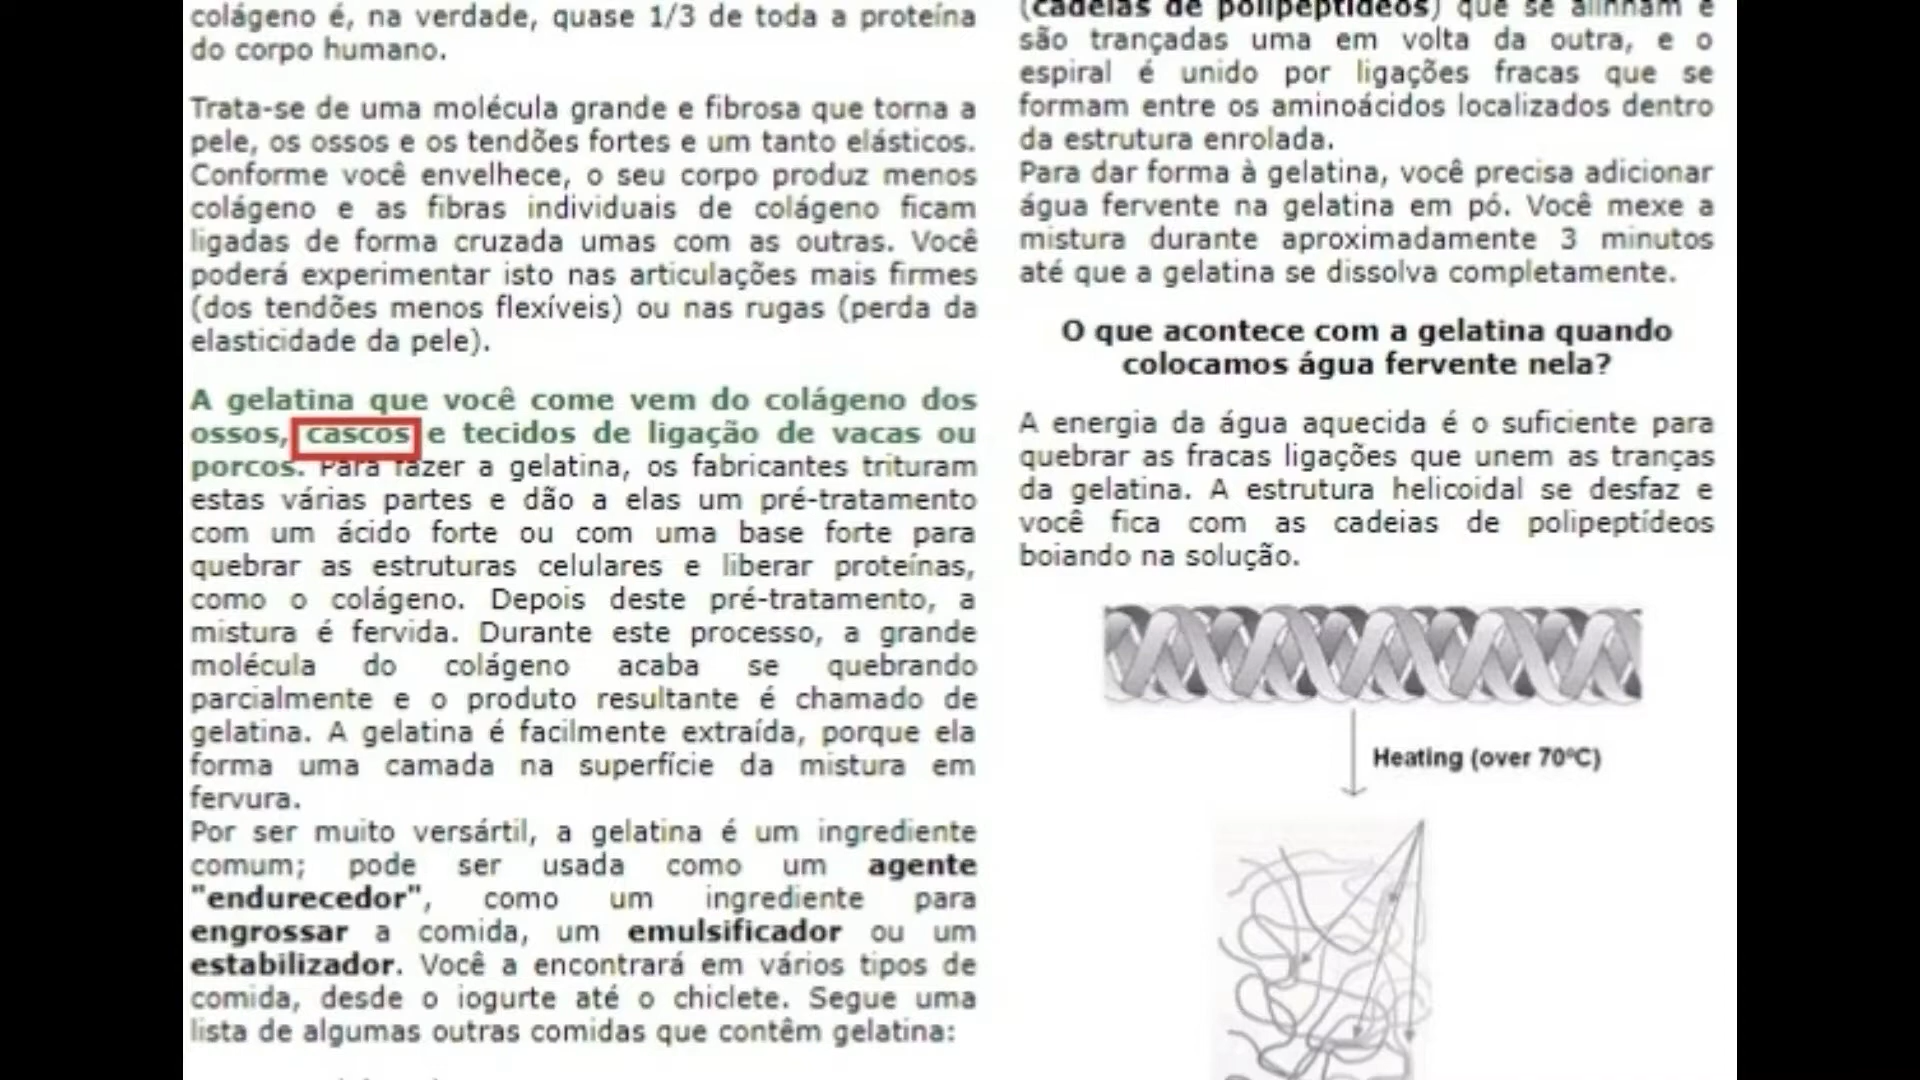 colágeno é, na verdade, quase 1/3 de toda a proteína
do corpo humano.
Trata-se de uma molécula grande e fibrosa que torna a
pele, os ossos e os tendões fortes e um tanto elásticos.
Conforme você envelhece, o seu corpo produz menos
colágeno e as fibras individuais de colágeno ficam
ligadas de forma cruzada umas com as outras. Você
poderá experimentar isto nas articulações mais firmes
(dos tendões menos flexíveis) ou nas rugas (perda da
elasticidade da pele).
A gelatina que você come vem do colágeno dos
ossos, cascos e tecidos de ligação de vacas ou
porcos. Para fazer a gelatina, os fabricantes trituram
estas várias partes e dão a elas um pré-tratamento
com um ácido forte ou com uma base forte para
quebrar as estruturas celulares e liberar proteínas,
como o colágeno. Depois deste pré-tratamento, a
mistura é fervida. Durante este processo, a grande
molécula do colágeno acaba se quebrando
parcialmente e o produto resultante é chamado de
gelatina. A gelatina é facilmente extraída, porque ela
forma uma camada na superfície da mistura em
fervura.
Por ser muito versártil, a gelatina é um ingrediente
comum; pode ser usada como um agente
"endurecedor", como um ingrediente para
engrossar a comida, um emulsificador ou um
estabilizador. Você a encontrará em vários tipos de
comida, desde o iogurte até o chiclete. Segue uma
lista de algumas outras comidas que contêm gelatina:
(cadeias de polipeptídeos) que se alinham e
são trançadas uma em volta da outra, e o
espiral é unido por ligações fracas que se
formam entre os aminoácidos localizados dentro
da estrutura enrolada.
Para dar forma à gelatina, você precisa adicionar
água fervente na gelatina em pó. Você mexe a
mistura durante aproximadamente 3 minutos
até que a gelatina se dissolva completamente.
O que acontece com a gelatina quando
colocamos água fervente nela?
A energia da água aquecida é o suficiente para
quebrar as fracas ligações que unem as tranças
da gelatina. A estrutura helicoidal se desfaz e
você fica com as cadeias de polipeptídeos
boiando na solução.
Heating (over 70ºC)